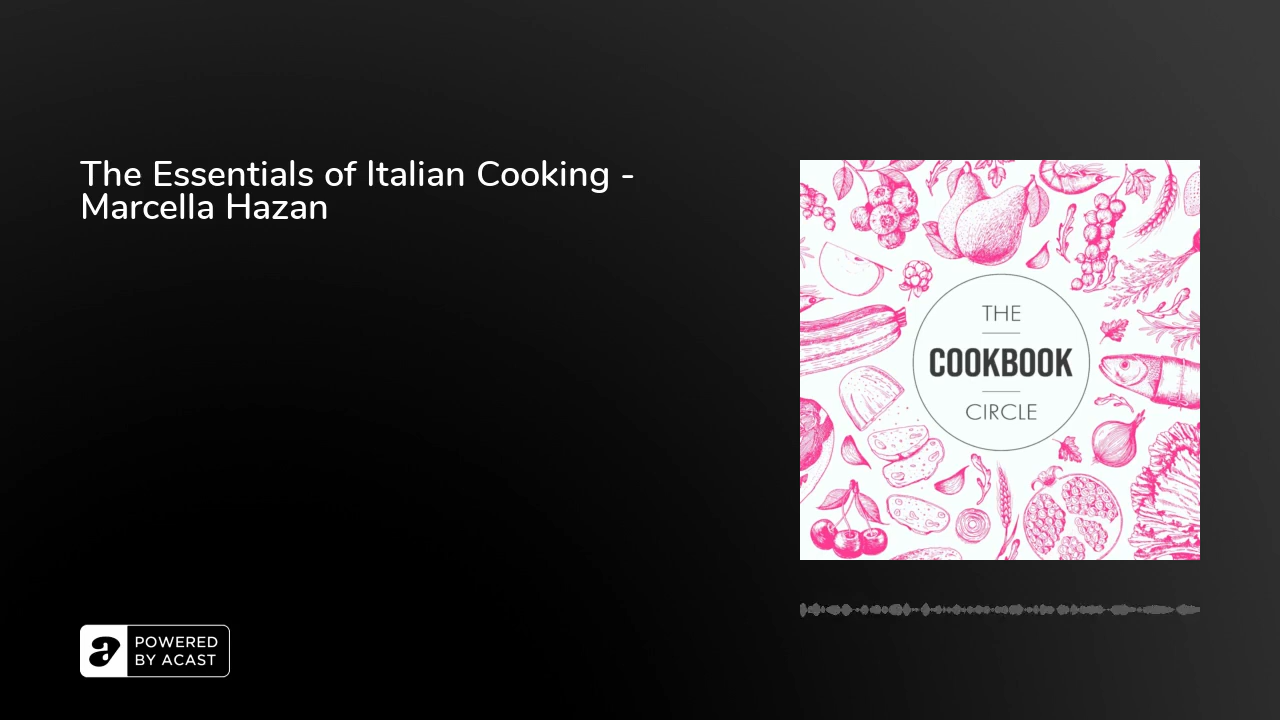 The Essentials of Italian Cooking -
Marcella Hazan
THE
COOKBOOK
CIRCLE
a
POWERED
BY ACAST